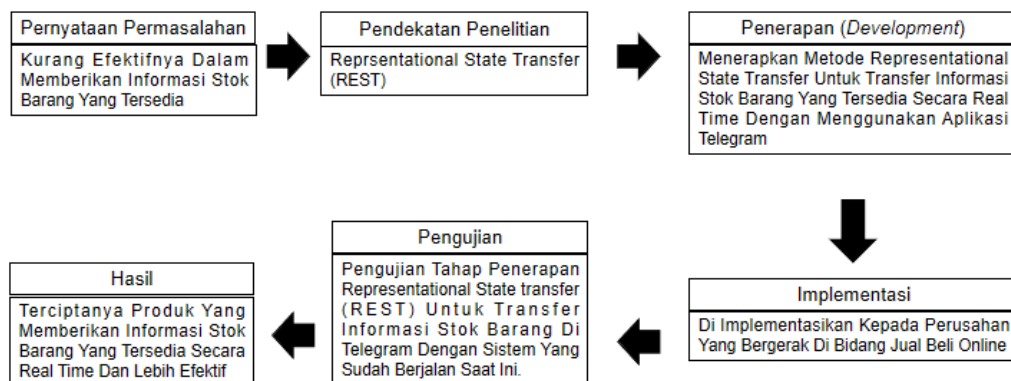 Pernyataan Permasalahan
Kurang Efektifnya Dalam
Memberikan Informasi Stok
Barang Yang Tersedia
Pendekatan Penelitian
Reprsentational State Transfer
(REST)
Penerapan (Development)
Menerapkan Metode Representational
State Transfer Untuk Transfer Informasi
Stok Barang Yang Tersedia Secara Real
Time Dengan Menggunakan Aplikasi
Telegram
Implementasi
Di Implementasikan Kepada Perusahan
Yang Bergerak Di Bidang Jual Beli Online
Pengujian
Pengujian Tahap Penerapan
Representational State transfer
(REST) Untuk Transfer
Informasi Stok Barang Di
Telegram Dengan Sistem Yang
Sudah Berjalan Saat Ini.
Hasil
Terciptanya Produk Yang
Memberikan Informasi Stok
Barang Yang Tersedia Secara
Real Time Dan Lebih Efektif